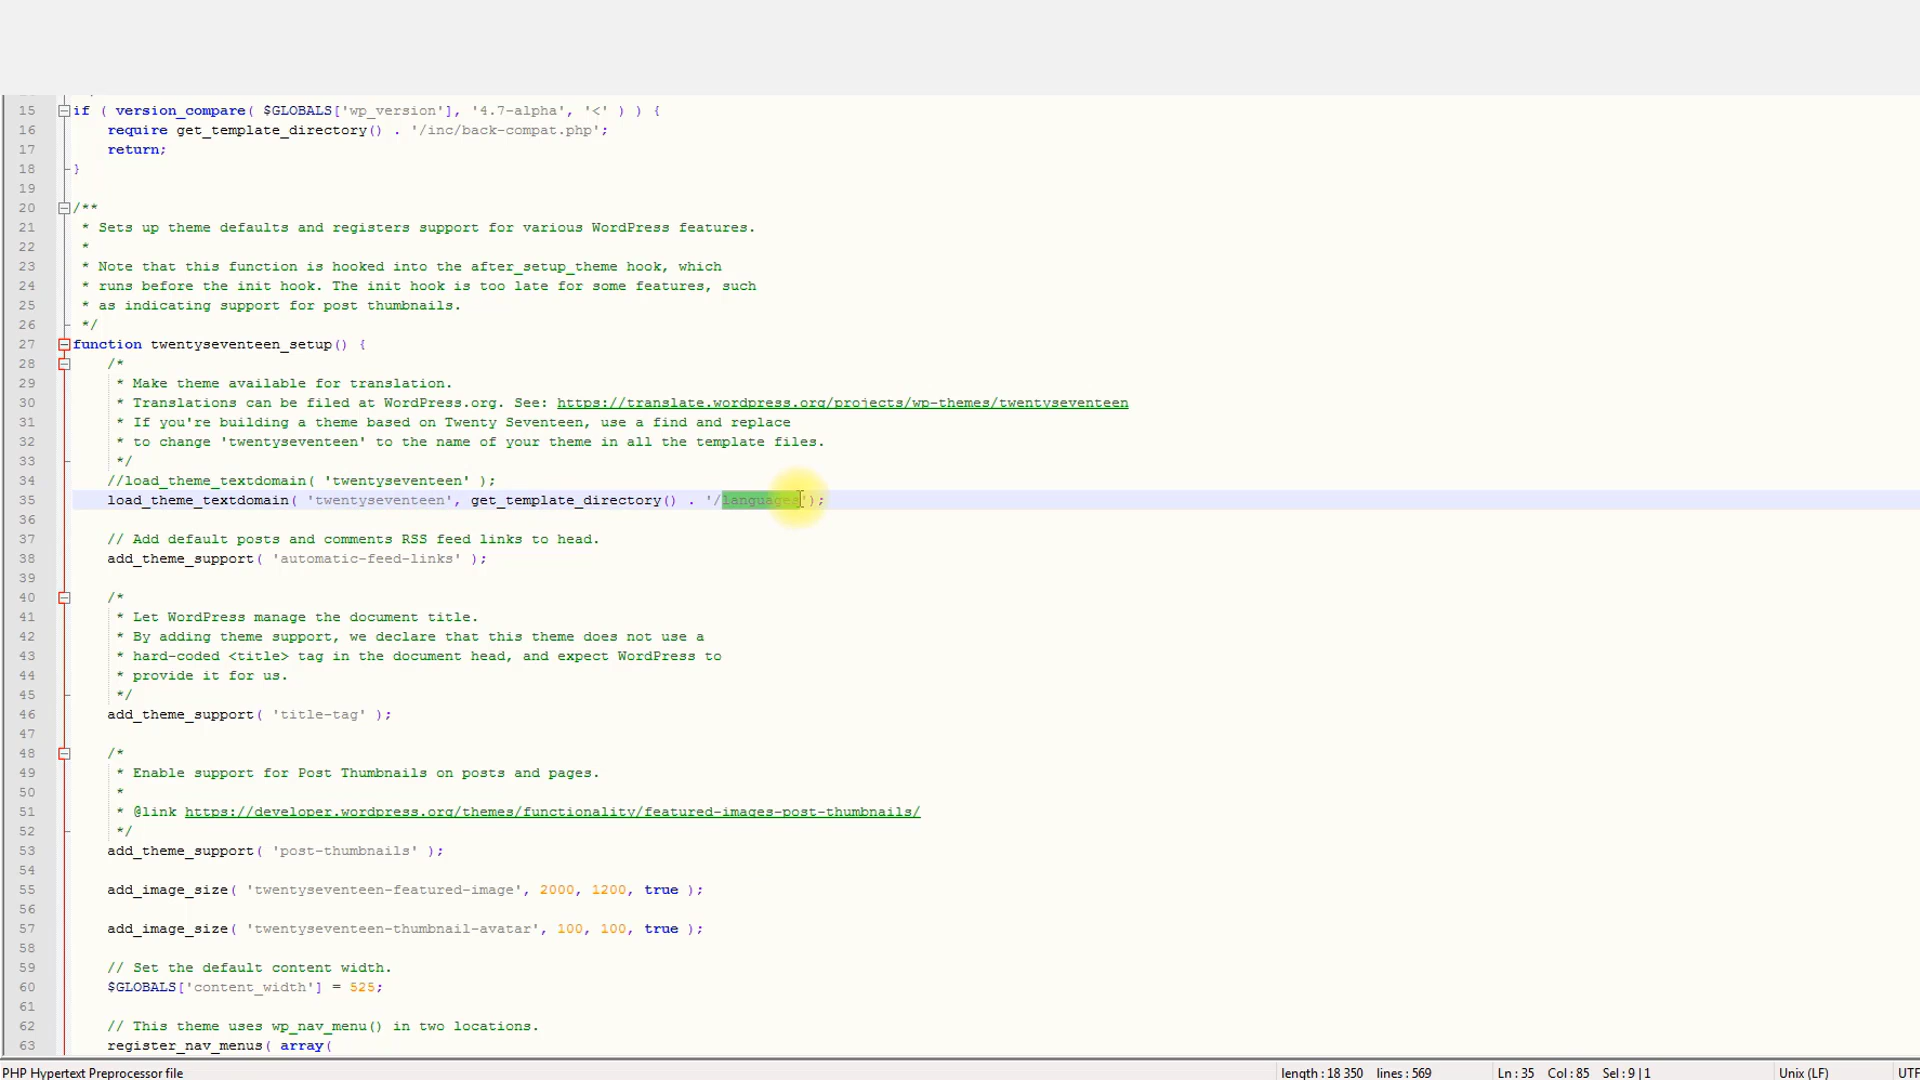 15 if ( version_compare( $GLOBALS['wp_version'], '4.7-alpha', '<' ) ) {
16 require get_template_directory() . '/inc/back-compat.php';
17 return;
18 }
19
20 /**
21 * Sets up theme defaults and registers support for various WordPress features.
22 *
23 * Note that this function is hooked into the after_setup_theme hook, which
24 * runs before the init hook. The init hook is too late for some features, such
25 * as indicating support for post thumbnails.
26 */
27 function twentyseventeen_setup() {
28 /*
29 * Make theme available for translation.
30 * Translations can be filed at WordPress.org. See: https://translate.wordpress.org/projects/wp-themes/twentyseventeen
31 * If you're building a theme based on Twenty Seventeen, use a find and replace
32 * to change 'twentyseventeen' to the name of your theme in all the template files.
33 */
34 //load_theme_textdomain( 'twentyseventeen' );
35 load_theme_textdomain( 'twentyseventeen', get_template_directory() . '/languages');
36
37 // Add default posts and comments RSS feed links to head.
38 add_theme_support( 'automatic-feed-links' );
39
40 /*
41 * Let WordPress manage the document title.
42 * By adding theme support, we declare that this theme does not use a
43 * hard-coded <title> tag in the document head, and expect WordPress to
44 * provide it for us.
45 */
46 add_theme_support( 'title-tag' );
47
48 /*
49 * Enable support for Post Thumbnails on posts and pages.
50 *
51 * @link https://developer.wordpress.org/themes/functionality/featured-images-post-thumbnails/
52 */
53 add_theme_support( 'post-thumbnails' );
54
55 add_image_size( 'twentyseventeen-featured-image', 2000, 1200, true );
56
57 add_image_size( 'twentyseventeen-thumbnail-avatar', 100, 100, true );
58
59 // Set the default content width.
60 $GLOBALS['content_width'] = 525;
61
62 // This theme uses wp_nav_menu() in two locations.
63 register_nav_menus( array(
PHP Hypertext Preprocessor file length : 18 350 lines : 569 Ln : 35 Col : 85 Sel : 9 | 1 Unix (LF) UTF